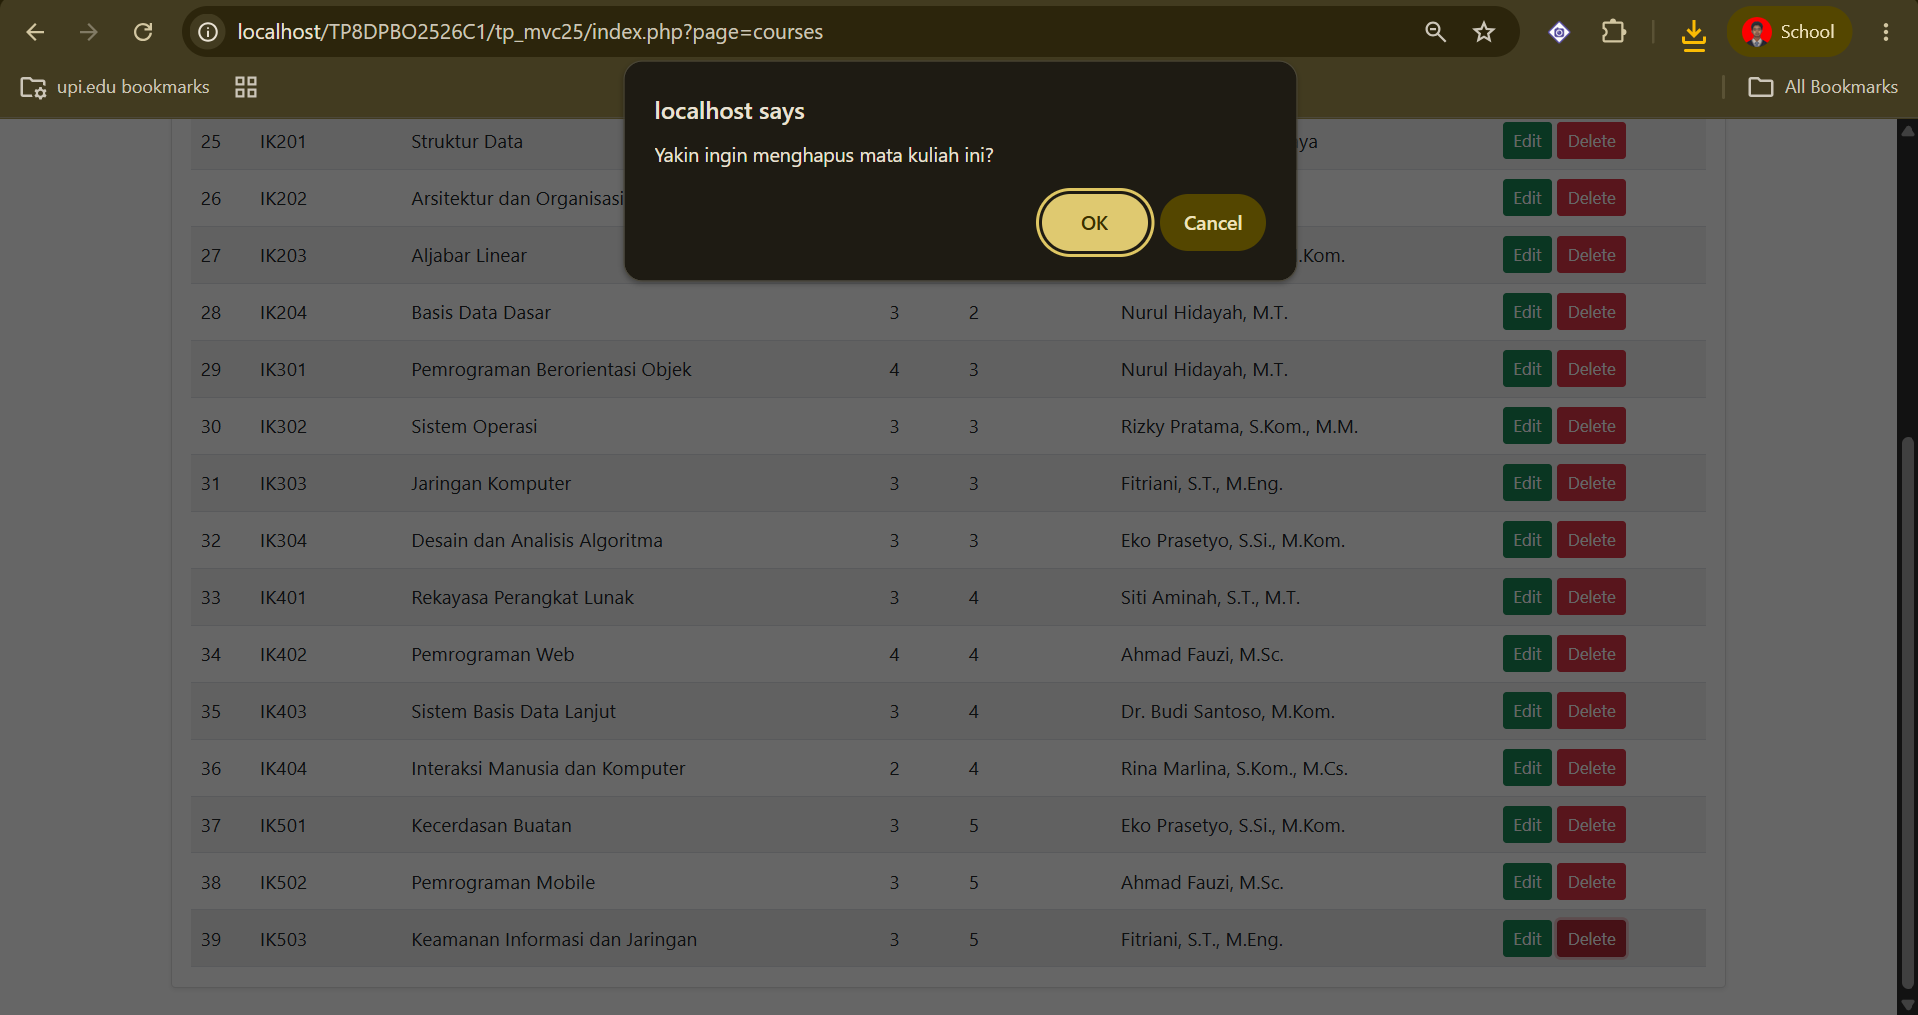 localhost/TP8DPBO2526C1/tp_mvc25/index.php?page=courses School
upi.edu bookmarks All Bookmarks
localhost says
Yakin ingin menghapus mata kuliah ini?
OK Cancel
25 IK201 Struktur Data Edit Delete
26 IK202 Arsitektur dan Organisasi Edit Delete
27 IK203 Aljabar Linear .Kom. Edit Delete
28 IK204 Basis Data Dasar 3 2 Nurul Hidayah, M.T. Edit Delete
29 IK301 Pemrograman Berorientasi Objek 4 3 Nurul Hidayah, M.T. Edit Delete
30 IK302 Sistem Operasi 3 3 Rizky Pratama, S.Kom., M.M. Edit Delete
31 IK303 Jaringan Komputer 3 3 Fitriani, S.T., M.Eng. Edit Delete
32 IK304 Desain dan Analisis Algoritma 3 3 Eko Prasetyo, S.Si., M.Kom. Edit Delete
33 IK401 Rekayasa Perangkat Lunak 3 4 Siti Aminah, S.T., M.T. Edit Delete
34 IK402 Pemrograman Web 4 4 Ahmad Fauzi, M.Sc. Edit Delete
35 IK403 Sistem Basis Data Lanjut 3 4 Dr. Budi Santoso, M.Kom. Edit Delete
36 IK404 Interaksi Manusia dan Komputer 2 4 Rina Marlina, S.Kom., M.Cs. Edit Delete
37 IK501 Kecerdasan Buatan 3 5 Eko Prasetyo, S.Si., M.Kom. Edit Delete
38 IK502 Pemrograman Mobile 3 5 Ahmad Fauzi, M.Sc. Edit Delete
39 IK503 Keamanan Informasi dan Jaringan 3 5 Fitriani, S.T., M.Eng. Edit Delete